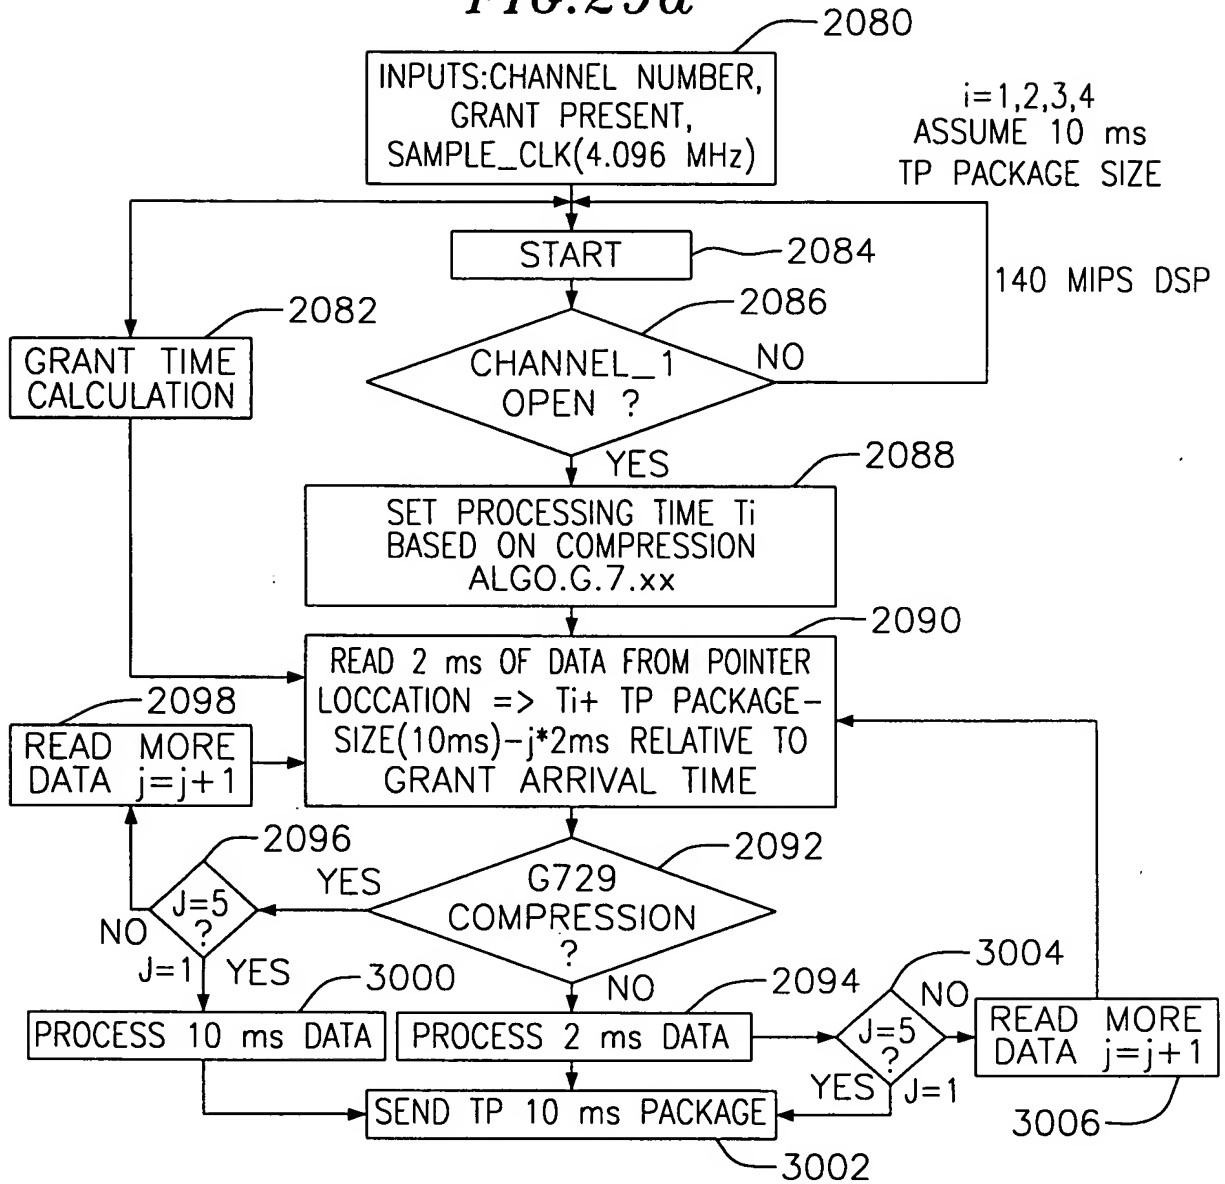 FIG.25a
2080
INPUTS:CHANNEL NUMBER,
GRANT PRESENT,
SAMPLE_CLK(4.096 MHz)
i=1,2,3,4
ASSUME 10 ms
TP PACKAGE SIZE
START
2084
140 MIPS DSP
2082
GRANT TIME
CALCULATION
2086
CHANNEL_1
OPEN ?
NO
YES
2088
SET PROCESSING TIME Ti
BASED ON COMPRESSION
ALGO.G.7.xx
2090
READ 2 ms OF DATA FROM POINTER
LOCCATION => Ti+ TP PACKAGE-
SIZE(10ms)-j*2ms RELATIVE TO
GRANT ARRIVAL TIME
2098
READ MORE
DATA j=j+1
2096
J=5
?
NO
J=1
YES
YES
2092
G729
COMPRESSION
?
NO
3000
PROCESS 10 ms DATA
2094
PROCESS 2 ms DATA
3004
J=5
?
NO
YES
J=1
READ MORE
DATA j=j+1
3006
SEND TP 10 ms PACKAGE
3002